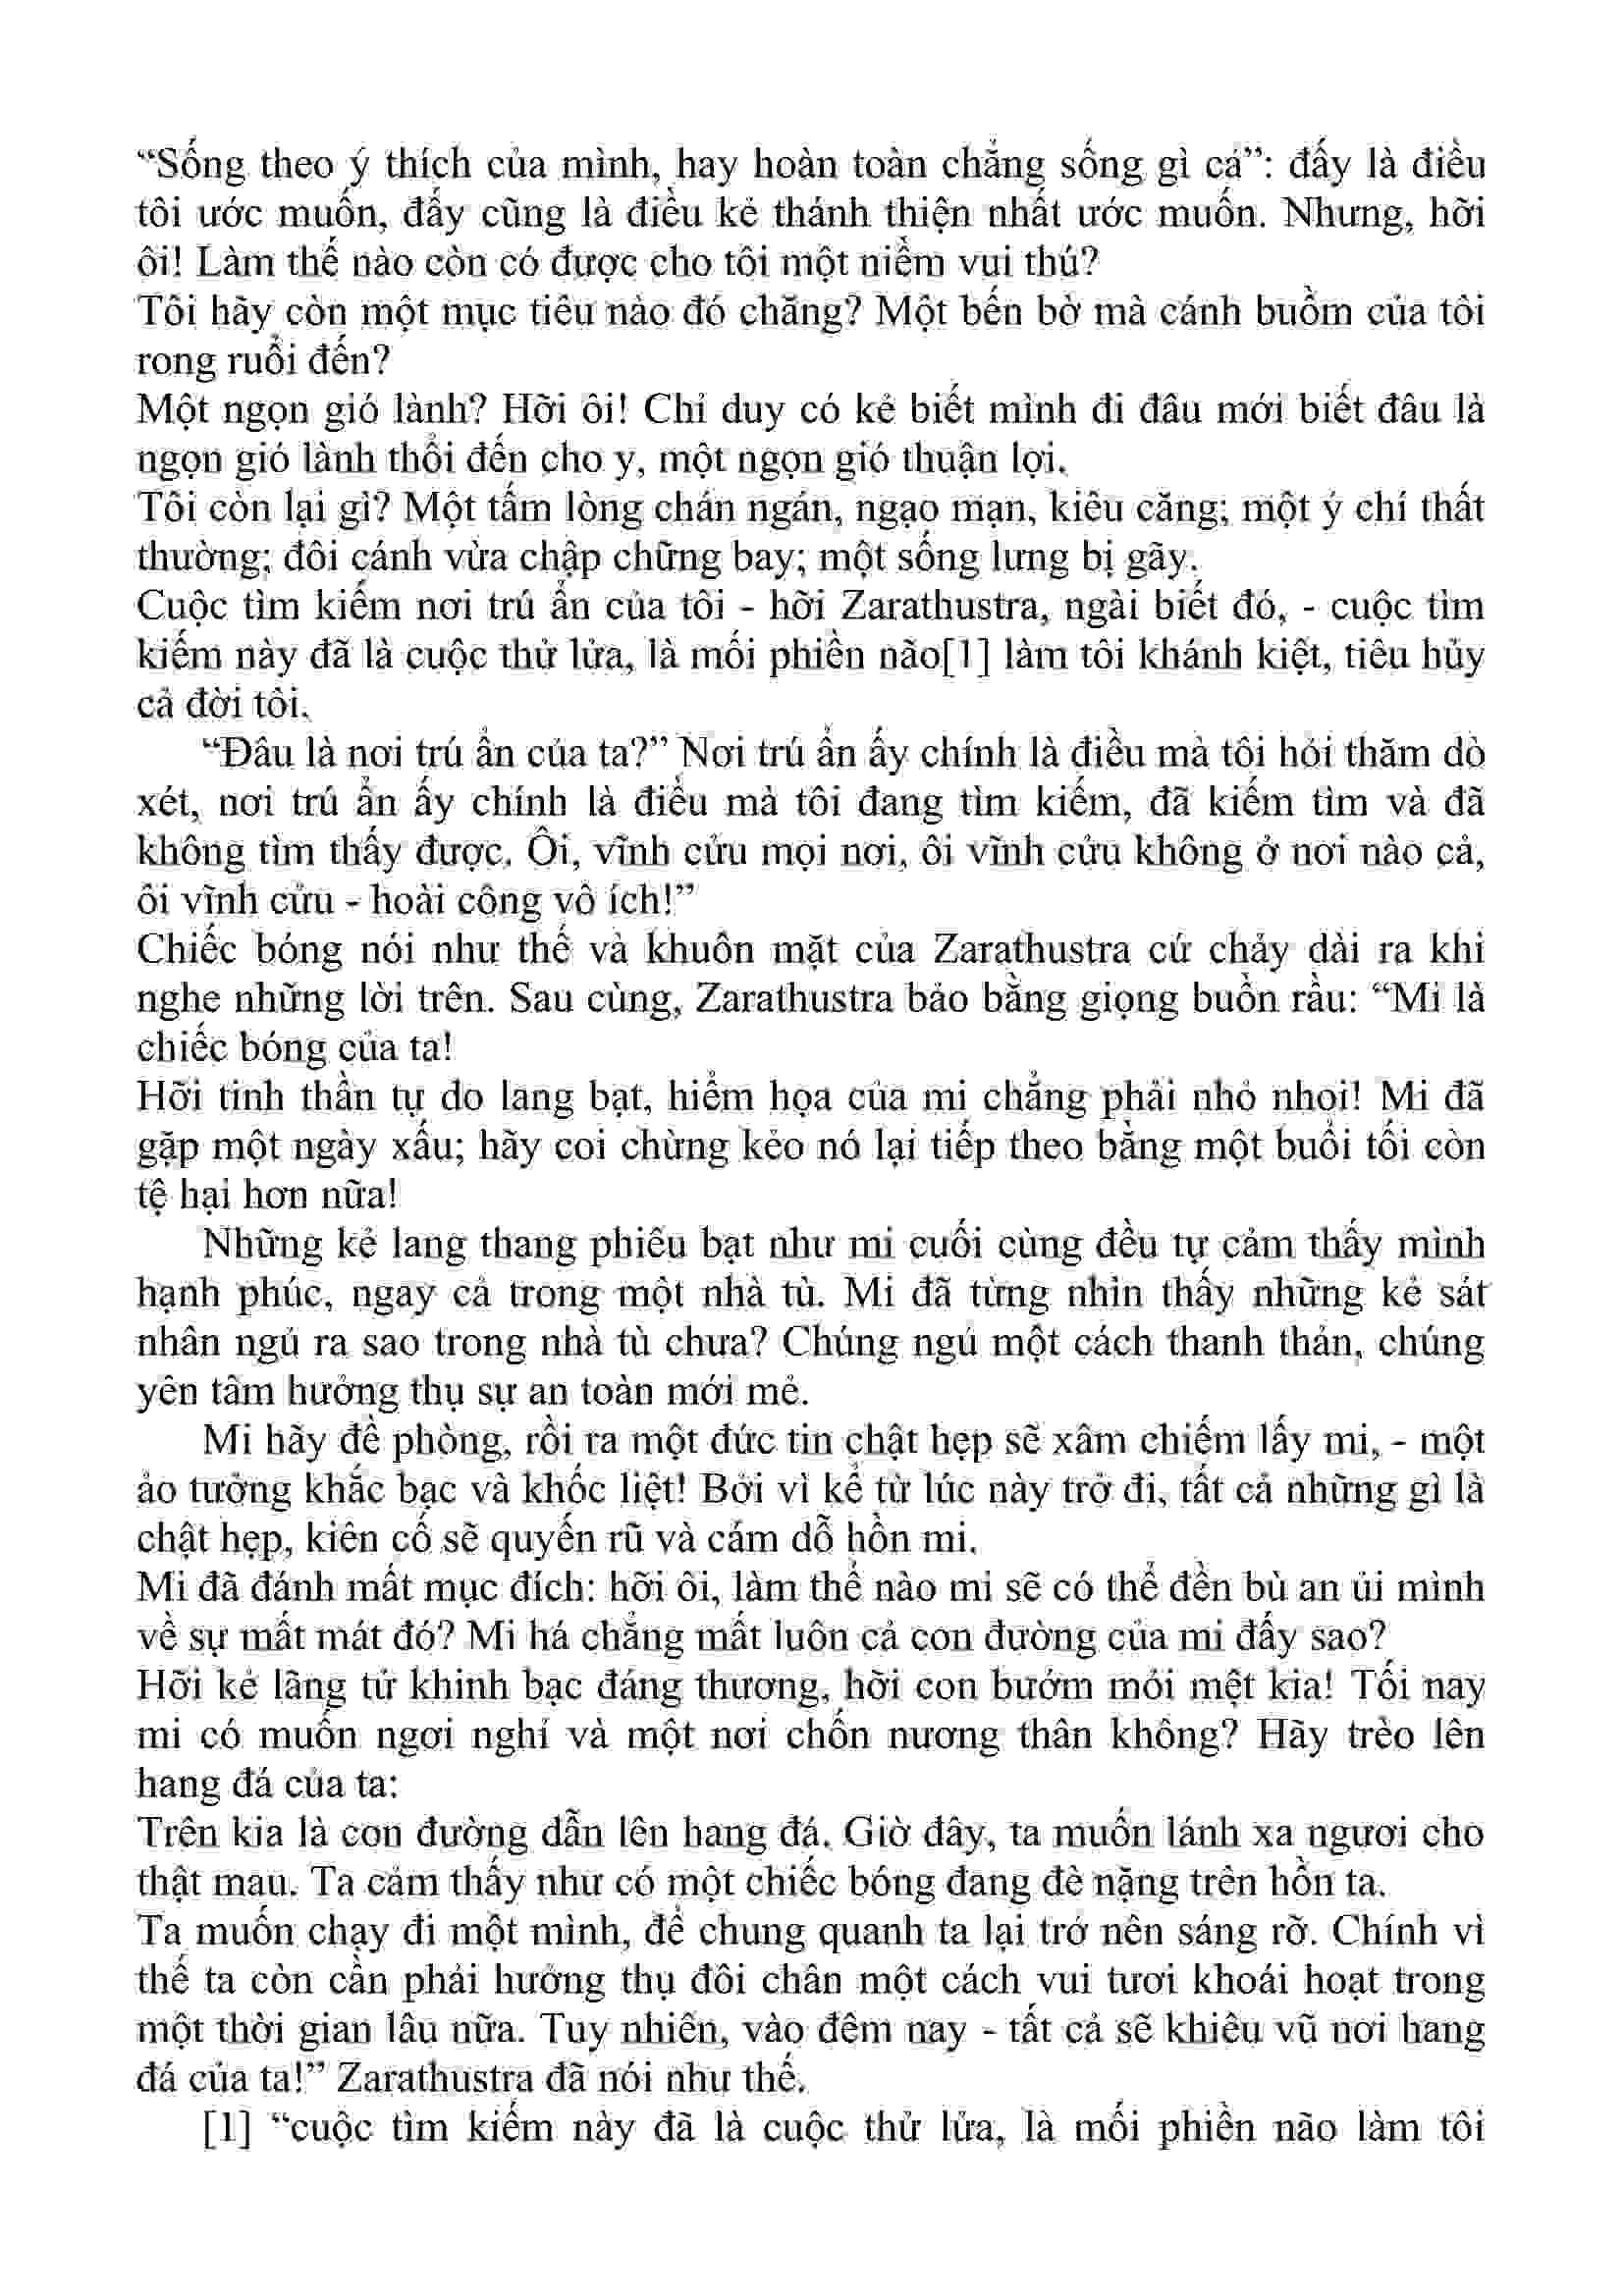 “Sống theo ý thích của mình, hay hoàn toàn chẳng sống gì cả”: đấy là điều
tôi ước muốn, đấy cũng là điều kẻ thánh thiện nhất ước muốn. Nhưng, hỡi
ôi! Làm thế nào còn có được cho tôi một niềm vui thú?
Tôi hãy còn một mục tiêu nào đó chăng? Một bến bờ mà cánh buồm của tôi
rong ruổi đến?
Một ngọn gió lành? Hỡi ôi! Chỉ duy có kẻ biết mình đi đâu mới biết đâu là
ngọn gió lành thổi đến cho y, một ngọn gió thuận lợi.
Tôi còn lại gì? Một tấm lòng chán ngán, ngạo mạn, kiêu căng; một ý chí thất
thường; đôi cánh vừa chập chững bay; một sống lưng bị gãy.
Cuộc tìm kiếm nơi trú ẩn của tôi - hỡi Zarathustra, ngài biết đó, - cuộc tìm
kiếm này đã là cuộc thử lửa, là mối phiền não[1] làm tôi khánh kiệt, tiêu hủy
cả đời tôi.
“Đâu là nơi trú ẩn của ta?” Nơi trú ẩn ấy chính là điều mà tôi hỏi thăm dò
xét, nơi trú ẩn ấy chính là điều mà tôi đang tìm kiếm, đã kiếm tìm và đã
không tìm thấy được. Ôi, vĩnh cửu mọi nơi, ôi vĩnh cửu không ở nơi nào cả,
ôi vĩnh cửu - hoài công vô ích!”
Chiếc bóng nói như thế và khuôn mặt của Zarathustra cứ chảy dài ra khi
nghe những lời trên. Sau cùng, Zarathustra bảo bằng giọng buồn rầu: “Mi là
chiếc bóng của ta!
Hỡi tinh thần tự do lang bạt, hiểm họa của mi chẳng phải nhỏ nhoi! Mi đã
gặp một ngày xấu; hãy coi chừng kẻo nó lại tiếp theo bằng một buổi tối còn
tệ hại hơn nữa!
Những kẻ lang thang phiêu bạt như mi cuối cùng đều tự cảm thấy mình
hạnh phúc, ngay cả trong một nhà tù. Mi đã từng nhìn thấy những kẻ sát
nhân ngủ ra sao trong nhà tù chưa? Chúng ngủ một cách thanh thản, chúng
yên tâm hưởng thụ sự an toàn mới mẻ.
Mi hãy đề phòng, rồi ra một đức tin chật hẹp sẽ xâm chiếm lấy mi, - một
ảo tưởng khắc bạc và khốc liệt! Bởi vì kể từ lúc này trở đi, tất cả những gì là
chật hẹp, kiên cố sẽ quyến rũ và cám dỗ hồn mi.
Mi đã đánh mất mục đích: hỡi ôi, làm thế nào mi sẽ có thể đền bù an ủi mình
về sự mất mát đó? Mi há chẳng mất luôn cả con đường của mi đấy sao?
Hỡi kẻ lãng tử khinh bạc đáng thương, hỡi con bướm mỏi mệt kia! Tối nay
mi có muốn ngơi nghỉ và một nơi chốn nương thân không? Hãy trèo lên
hang đá của ta:
Trên kia là con đường dẫn lên hang đá. Giờ đây, ta muốn lánh xa ngươi cho
thật mau. Ta cảm thấy như có một chiếc bóng đang đè nặng trên hồn ta.
Ta muốn chạy đi một mình, để chung quanh ta lại trở nên sáng rỡ. Chính vì
thế ta còn cần phải hưởng thụ đôi chân một cách vui tươi khoái hoạt trong
một thời gian lâu nữa. Tuy nhiên, vào đêm nay - tất cả sẽ khiêu vũ nơi hang
đá của ta!” Zarathustra đã nói như thế.
[1] “cuộc tìm kiếm này đã là cuộc thử lửa, là mối phiền não làm tôi